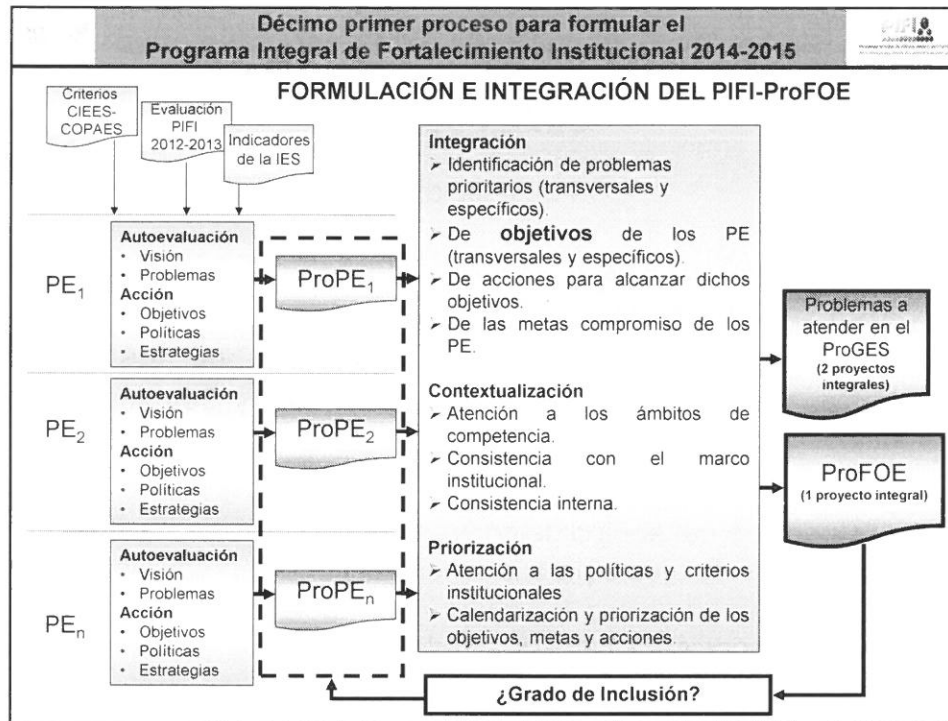 Décimo primer proceso para formular el
Programa Integral de Fortalecimiento Institucional 2014-2015
FORMULACIÓN E INTEGRACIÓN DEL PIFI-ProFOE
Criterios
CIEES-
COPAES
Evaluación
PIFI
2012-2013
Indicadores
de la IES
PE1
Autoevaluación
• Visión
• Problemas
Acción
• Objetivos
• Políticas
• Estrategias
ProPE1
PE2
Autoevaluación
• Visión
• Problemas
Acción
• Objetivos
• Políticas
• Estrategias
ProPE2
PEn
Autoevaluación
• Visión
• Problemas
Acción
• Objetivos
• Políticas
• Estrategias
ProPEn
Integración
➢ Identificación de problemas
prioritarios (transversales y
específicos).
➢ De objetivos de los PE
(transversales y específicos).
➢ De acciones para alcanzar dichos
objetivos.
➢ De las metas compromiso de los
PE.
Contextualización
➢ Atención a los ámbitos de
competencia.
➢ Consistencia con el marco
institucional.
➢ Consistencia interna.
Priorización
➢ Atención a las políticas y criterios
institucionales
➢ Calendarización y priorización de los
objetivos, metas y acciones.
Problemas a
atender en el
ProGES
(2 proyectos
integrales)
ProFOE
(1 proyecto integral)
¿Grado de Inclusión?